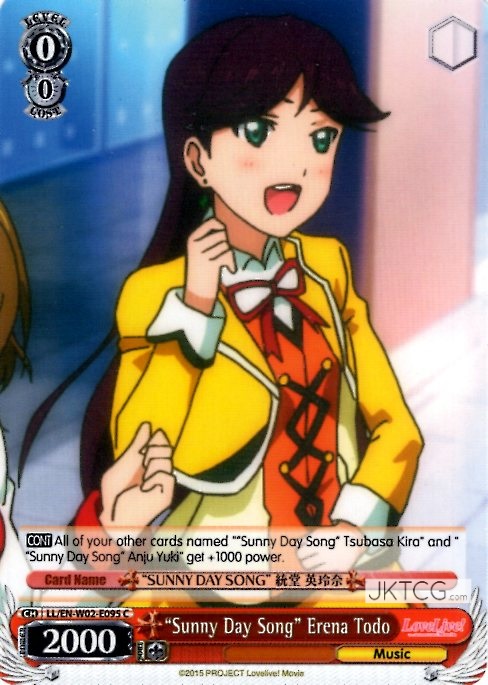 LEVEL
0
0
COST
CONT All of your other cards named ""Sunny Day Song" Tsubasa Kira" and "
"Sunny Day Song" Anju Yuki" get +1000 power.
Card Name "SUNNY DAY SONG" 統堂 英玲奈
JKTCG.com
CH LL/EN-W02-E095 C
POWER 2000
"Sunny Day Song" Erena Todo
LoveLive!
Music
©2015 PROJECT Lovelive! Movie